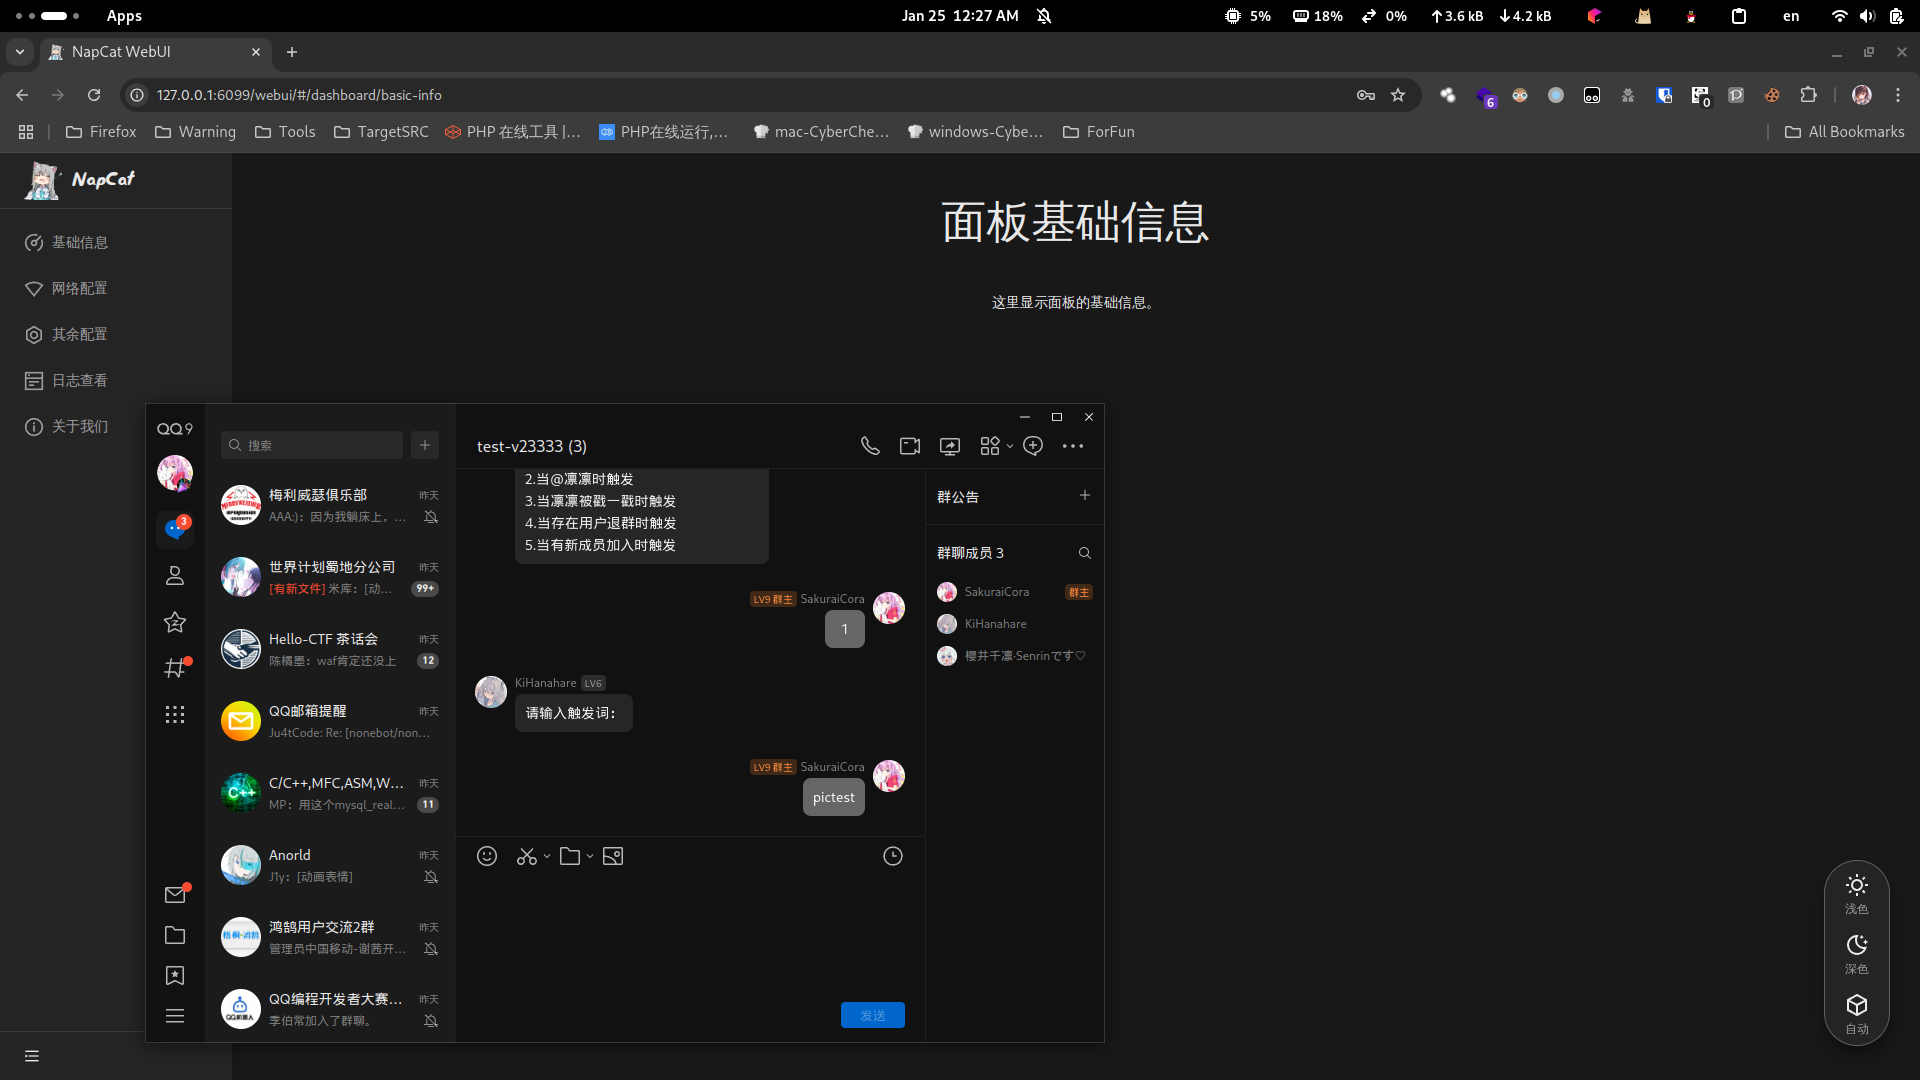 Apps
Jan 25 12:27 AM
5%
18%
0%
3.6 kB
4.2 kB
en
NapCat WebUI
127.0.0.1:6099/webui/#/dashboard/basic-info
6
0
Firefox
Warning
Tools
TargetSRC
PHP 在线工具 |...
PHP在线运行,...
mac-CyberChe...
windows-Cybe...
ForFun
All Bookmarks
NapCat
基础信息
网络配置
其余配置
日志查看
关于我们
面板基础信息
这里显示面板的基础信息。
QQ9
3
搜索
梅利威瑟俱乐部
昨天
AAA:)：因为我躺床上，...
世界计划蜀地分公司
昨天
[有新文件] 米库：[动...
99+
Hello-CTF 茶话会
昨天
陈橘墨：waf肯定还没上
12
QQ邮箱提醒
昨天
Ju4tCode: Re: [nonebot/non...
C/C++,MFC,ASM,W...
昨天
MP：用这个mysql_real...
11
C++
Anorld
昨天
J1y：[动画表情]
鸿鹄用户交流2群
昨天
管理员中国移动-谢茜开...
QQ编程开发者大赛...
昨天
季伯常加入了群聊。
test-v23333 (3)
2.当@凛凛时触发
3.当凛凛被戳一戳时触发
4.当存在用户退群时触发
5.当有新成员加入时触发
LV9 群主 SakuraiCora
1
KiHanahare LV6
请输入触发词：
LV9 群主 SakuraiCora
pictest
发送
群公告
群聊成员 3
SakuraiCora
群主
KiHanahare
樱井千凛·Senrinです♡
浅色
深色
自动